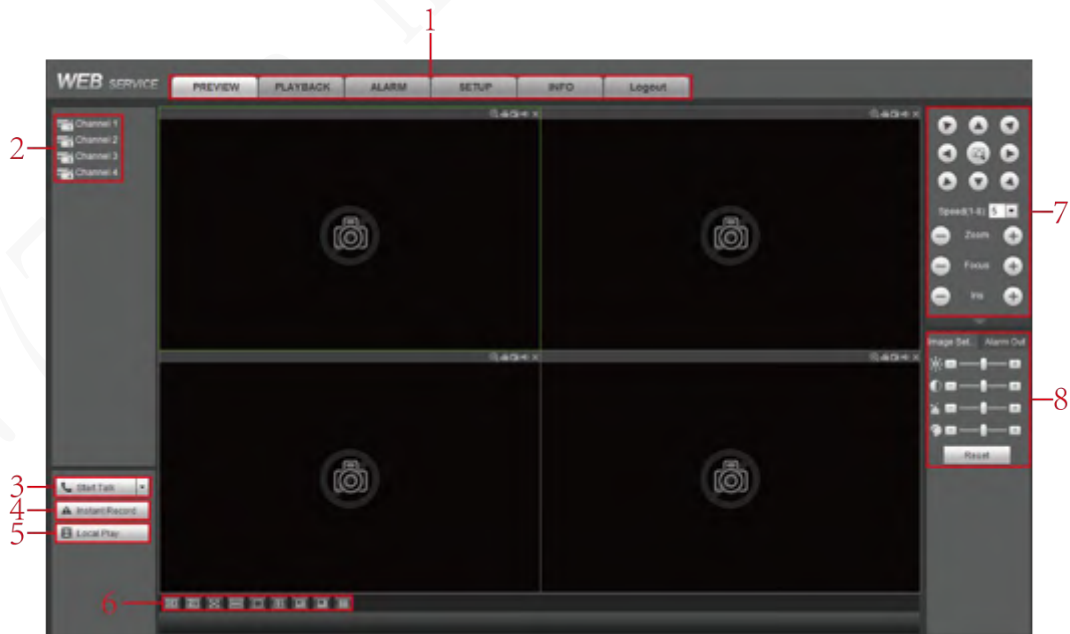 1
WEB SERVICE PREVIEW PLAYBACK ALARM SETUP INFO Logout
2
Channel 1
Channel 2
Channel 3
Channel 4
Speed(1-8) 5
7
Zoom
Focus
Iris
Image Set. Alarm Out
8
Reset
3 Start Talk
4 Instant Record
5 Local Play
6